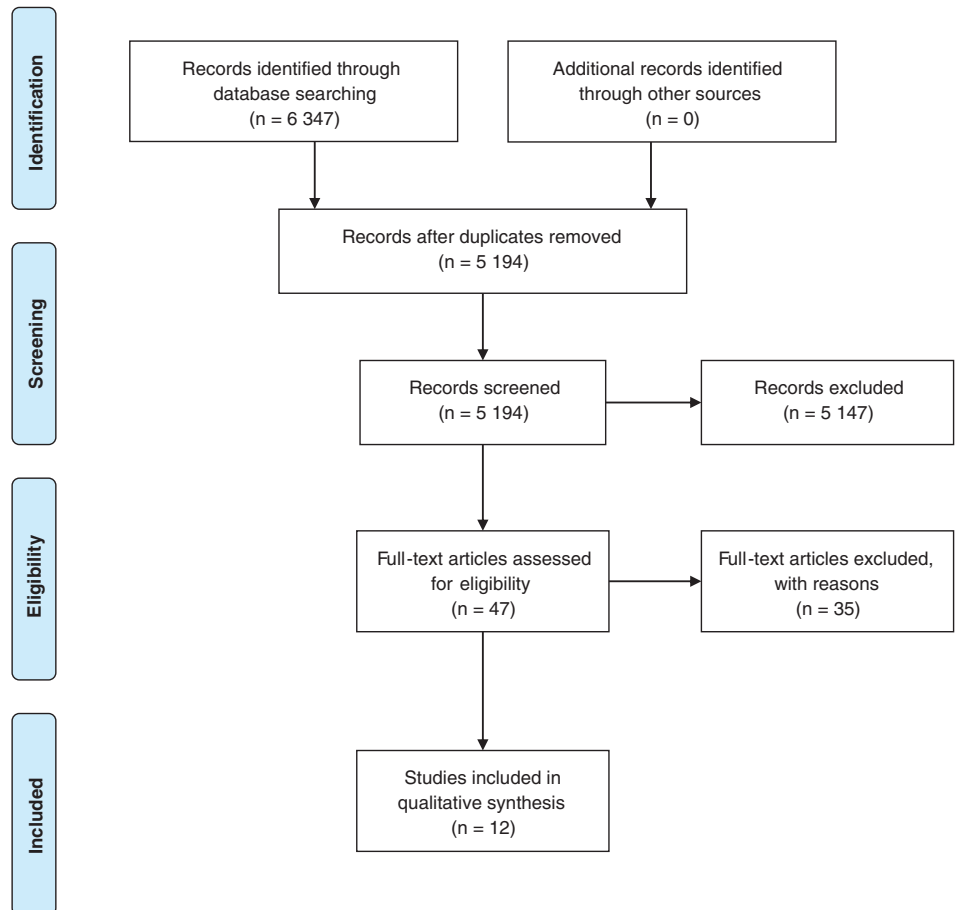 Identification
Records identified through
database searching
(n = 6 347)
Additional records identified
through other sources
(n = 0)
Records after duplicates removed
(n = 5 194)
Screening
Records screened
(n = 5 194)
Records excluded
(n = 5 147)
Eligibility
Full-text articles assessed
for eligibility
(n = 47)
Full-text articles excluded,
with reasons
(n = 35)
Included
Studies included in
qualitative synthesis
(n = 12)